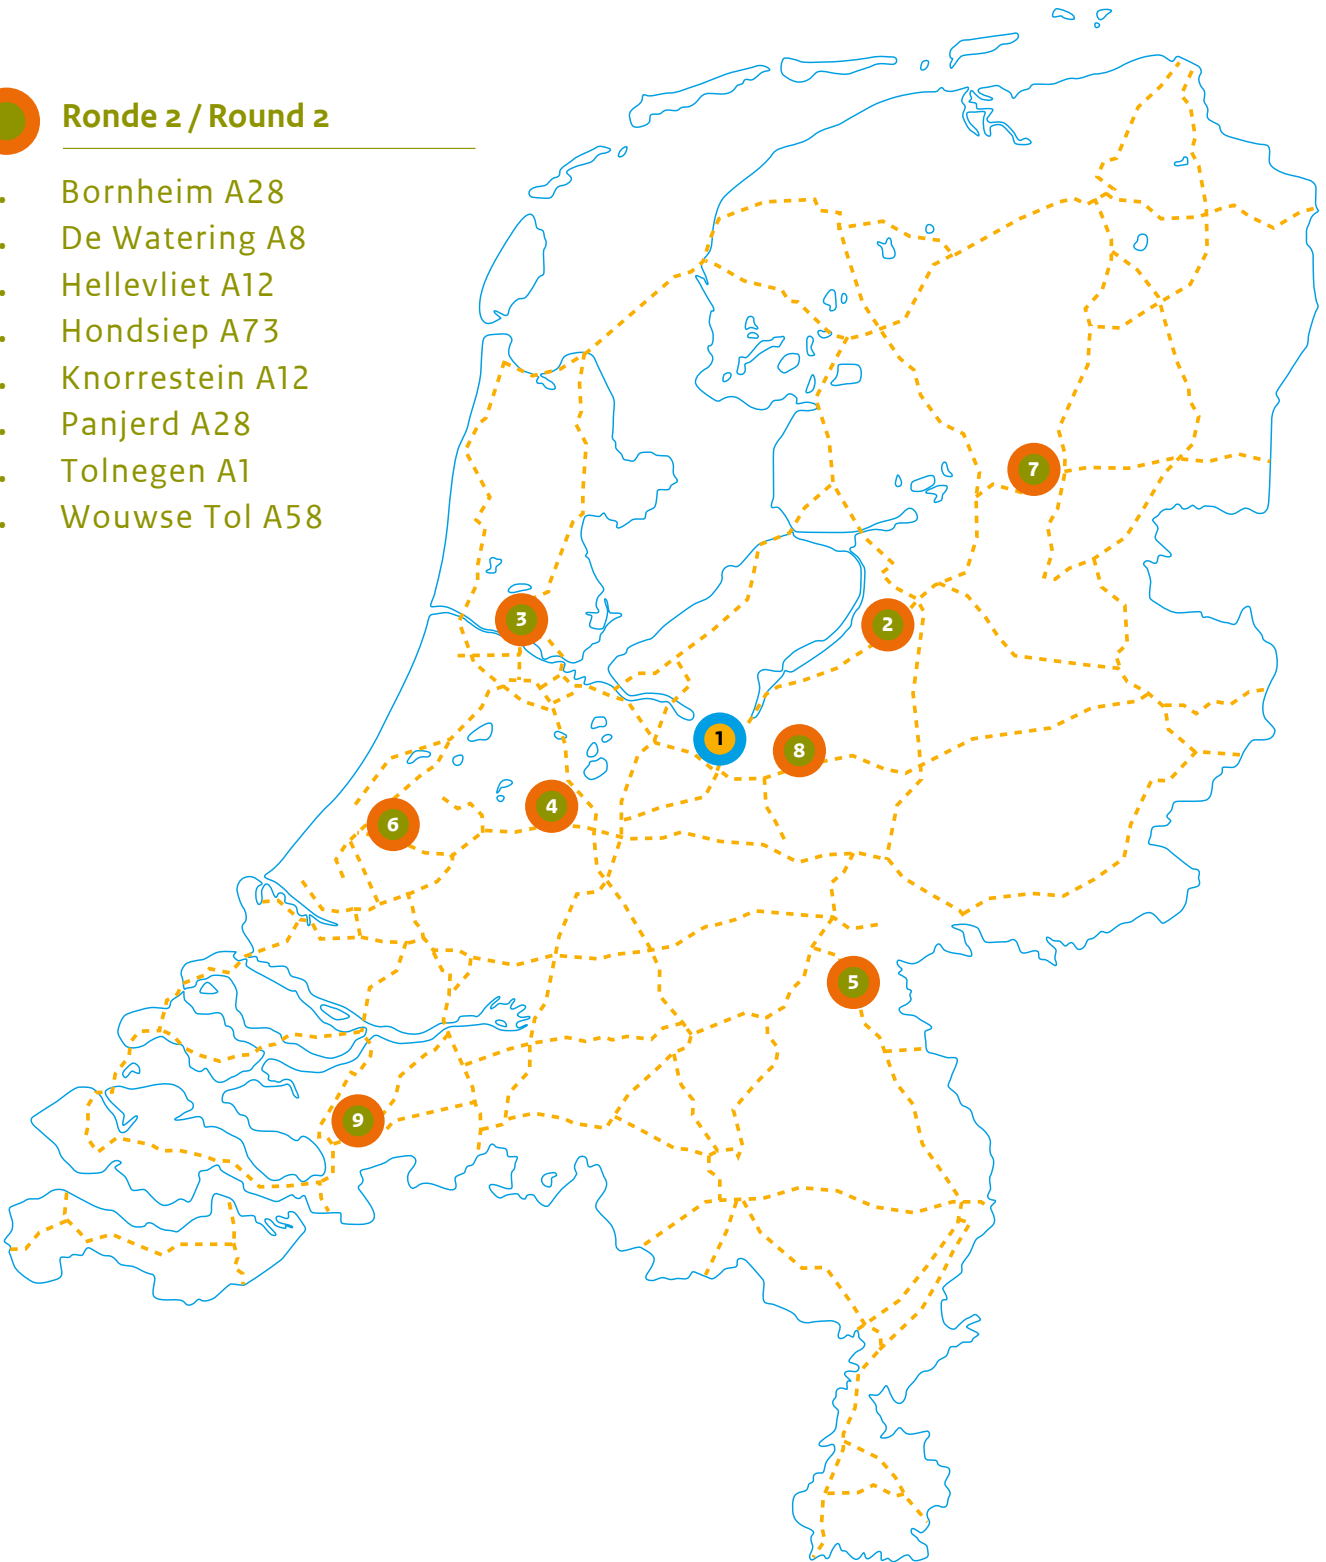 Ronde 2 / Round 2
. Bornheim A28
. De Watering A8
. Hellevliet A12
. Hondsiep A73
. Knorrestein A12
. Panjerd A28
. Tolnegen A1
. Wouwse Tol A58
7
3
2
1
8
4
6
5
9